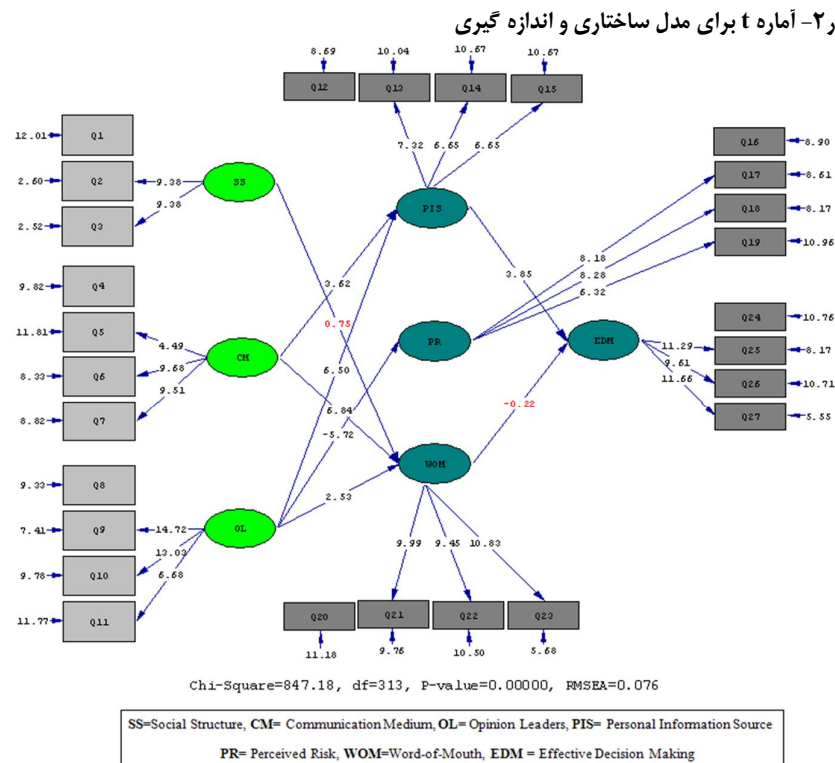 ر۲- آماره t برای مدل ساختاری و اندازه گیری
8.59 10.04 10.67 10.67
Q12 Q13 Q14 Q15
12.01 Q1
2.60 Q2
2.52 Q3
9.38
9.38
SS
7.32 6.65 6.65
PIS
Q16 8.90
Q17 8.61
Q18 8.17
Q19 10.96
8.18
8.28
6.32
9.82 Q4
11.81 Q5
8.33 Q6
8.82 Q7
4.49
9.68
9.51
CM
3.62
0.75
6.50
6.84
-5.72
2.53
PR
3.85
-0.22
EDM
11.29
9.61
11.66
Q24 10.76
Q25 8.17
Q26 10.71
Q27 5.55
9.33 Q8
7.41 Q9
9.78 Q10
11.77 Q11
14.72
13.03
6.68
OL
WOM
9.99 9.45 10.83
Q20 Q21 Q22 Q23
11.18 9.76 10.50 5.68
Chi-Square=847.18, df=313, P-value=0.00000, RMSEA=0.076
SS=Social Structure, CM= Communication Medium, OL= Opinion Leaders, PIS= Personal Information Source
PR= Perceived Risk, WOM=Word-of-Mouth, EDM = Effective Decision Making